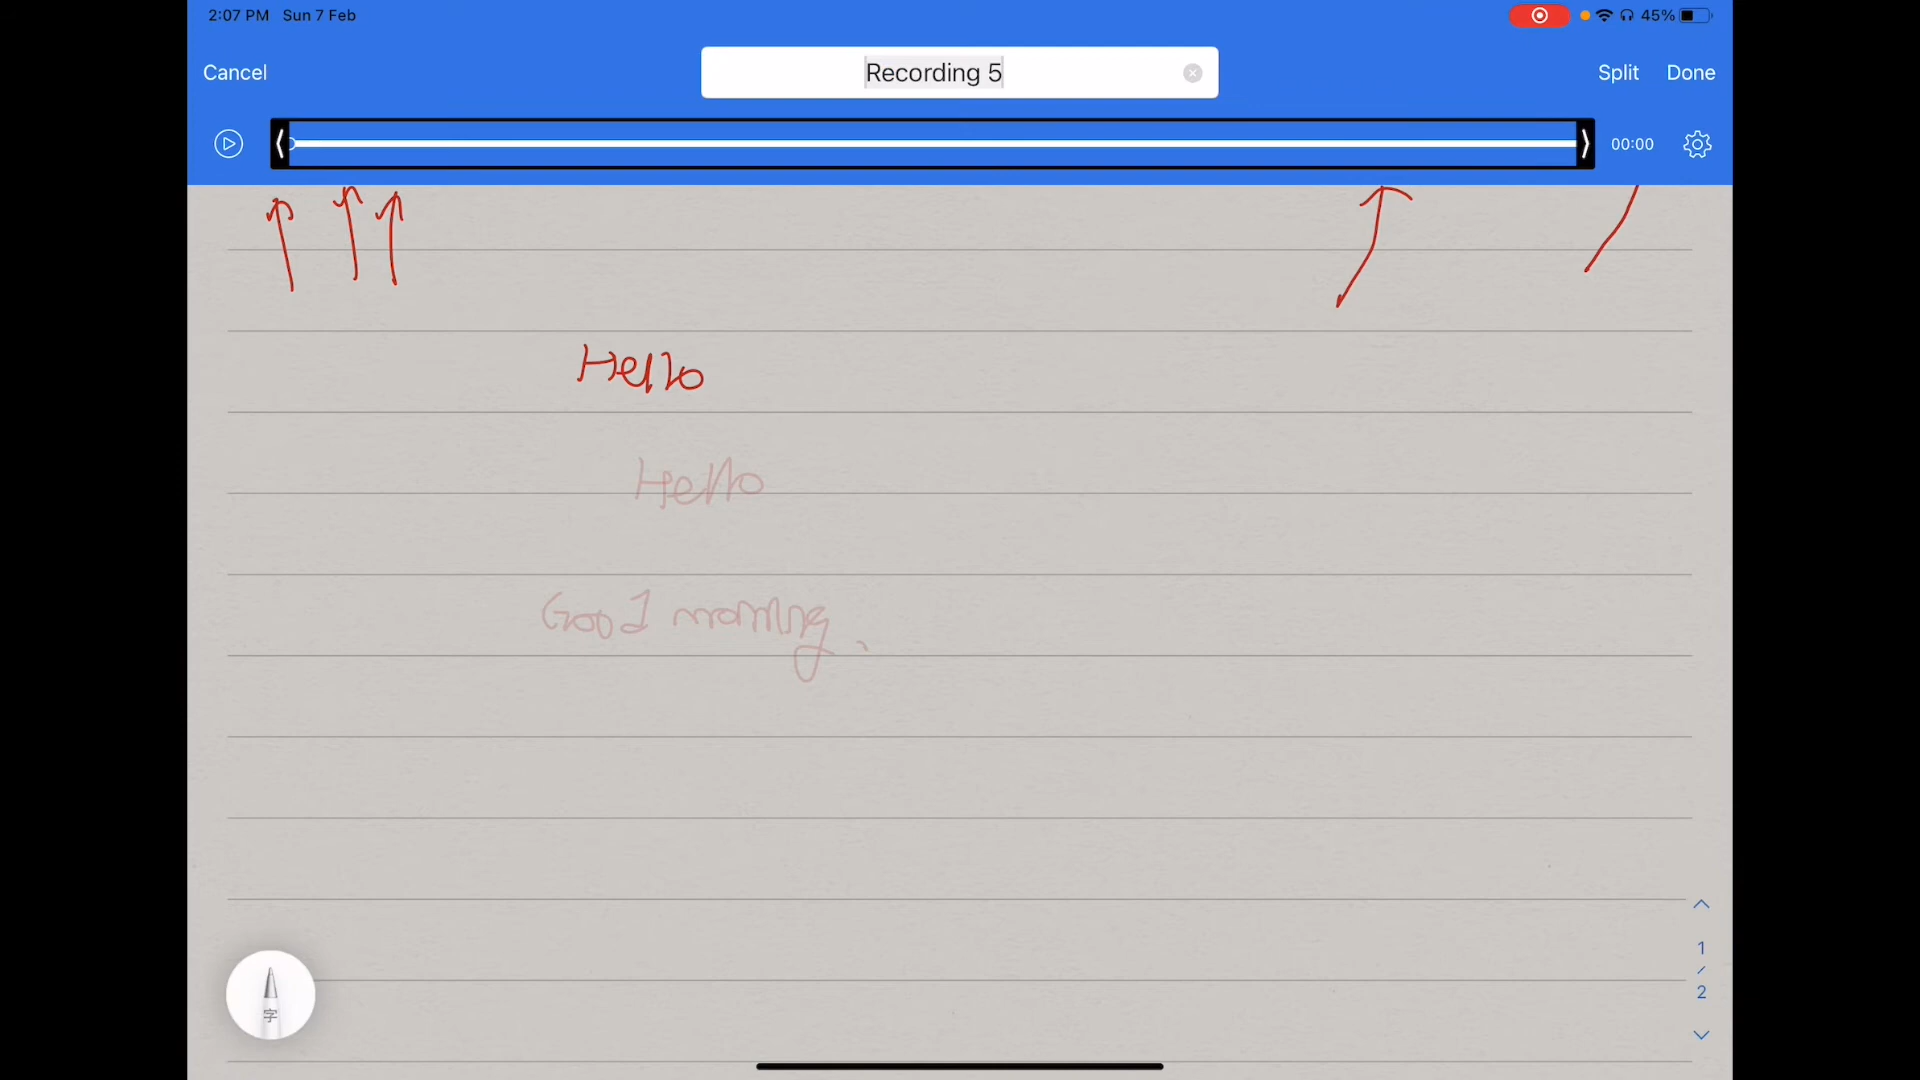 2:07 PM Sun 7 Feb 45%
Cancel Recording 5 Split Done
00:00
Hello
Hello
Good morning.
1
/
2
字